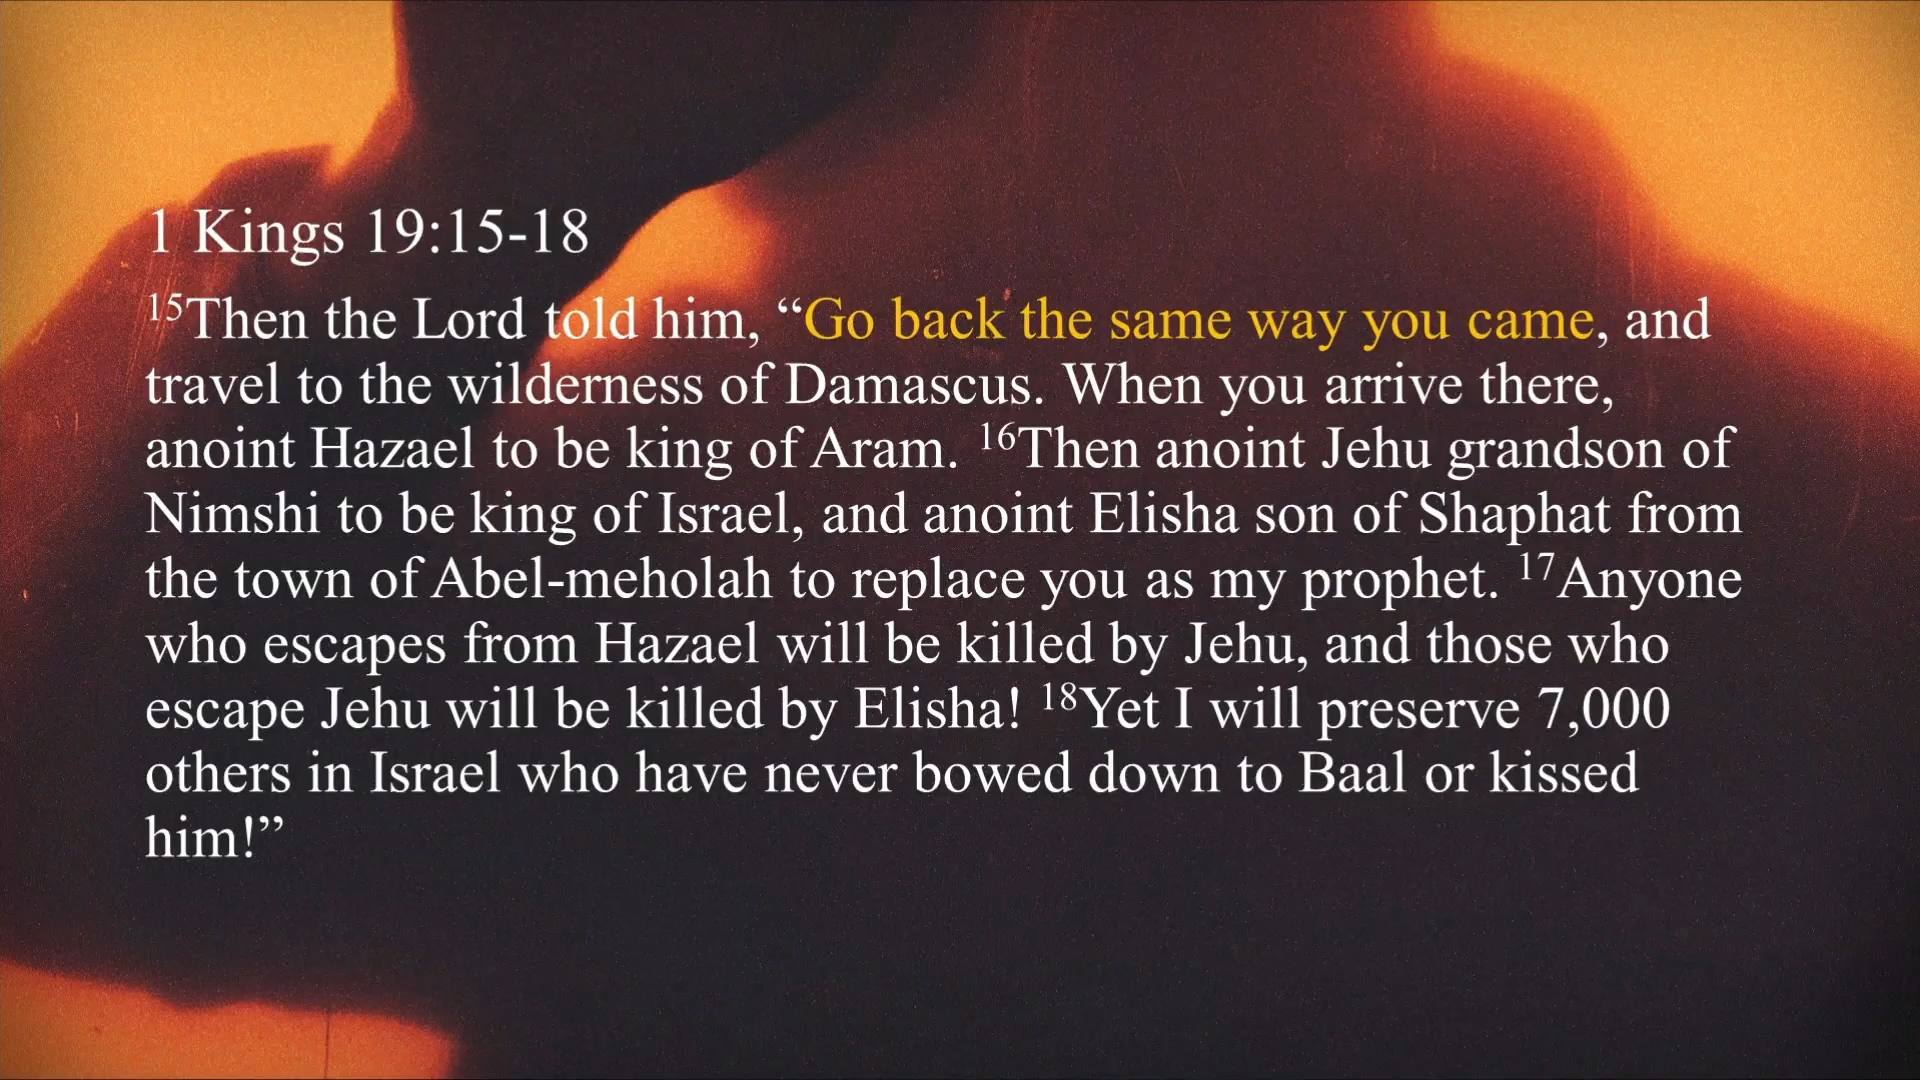 1 Kings 19:15-18
15Then the Lord told him, “Go back the same way you came, and
travel to the wilderness of Damascus. When you arrive there,
anoint Hazael to be king of Aram. 16Then anoint Jehu grandson of
Nimshi to be king of Israel, and anoint Elisha son of Shaphat from
the town of Abel-meholah to replace you as my prophet. 17Anyone
who escapes from Hazael will be killed by Jehu, and those who
escape Jehu will be killed by Elisha! 18Yet I will preserve 7,000
others in Israel who have never bowed down to Baal or kissed
him!”